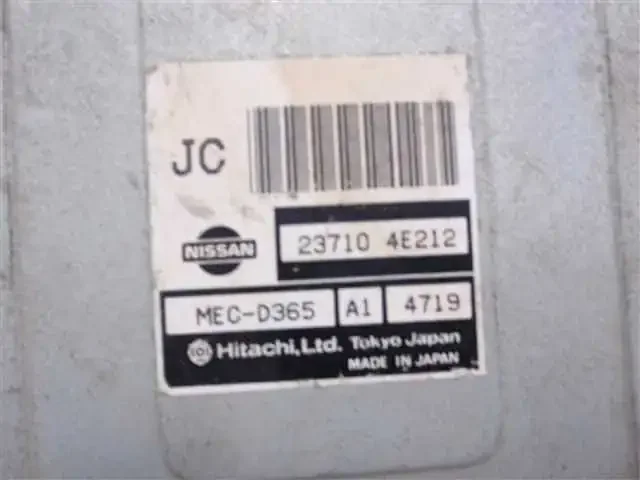 JC
NISSAN
23710 4E212
MEC-D365 A1 4719
Hitachi, Ltd. Tokyo Japan
MADE IN JAPAN